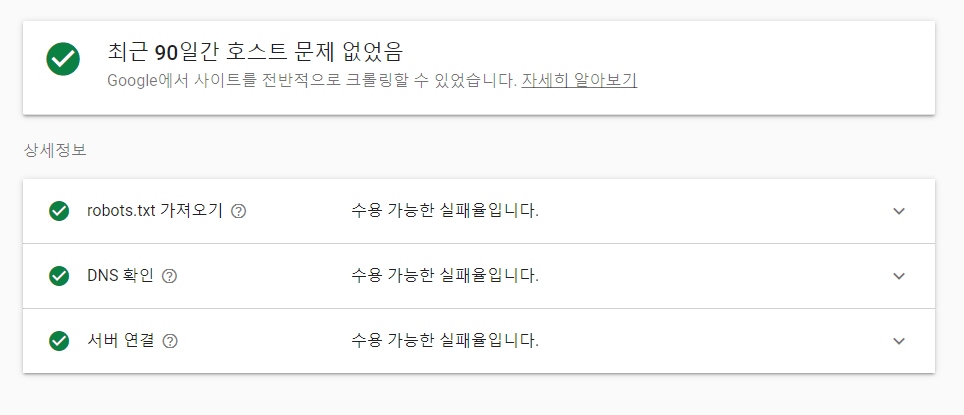 최근 90일간 호스트 문제 없었음
Google에서 사이트를 전반적으로 크롤링할 수 있었습니다. 자세히 알아보기
상세정보
robots.txt 가져오기 수용 가능한 실패율입니다.
DNS 확인 수용 가능한 실패율입니다.
서버 연결 수용 가능한 실패율입니다.